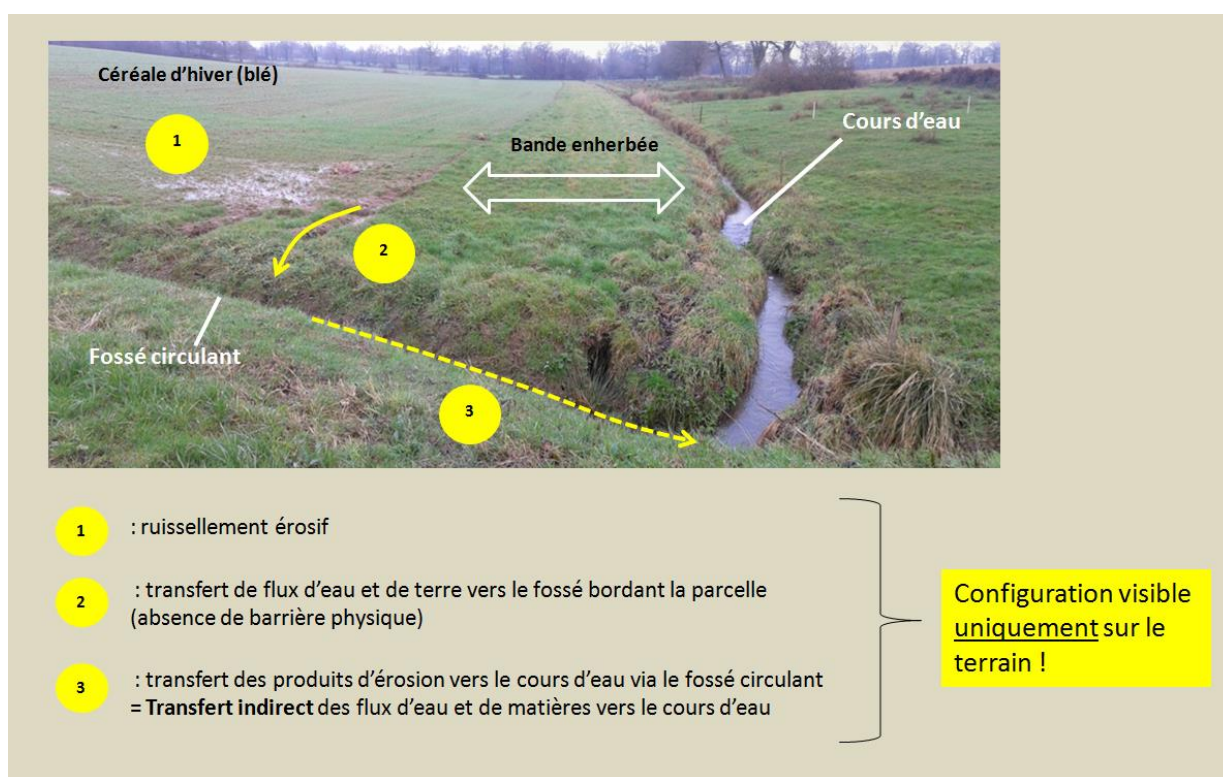 Céréale d'hiver (blé)
1
Cours d'eau
Bande enherbée
2
Fossé circulant
3
1 : ruissellement érosif
2 : transfert de flux d'eau et de terre vers le fossé bordant la parcelle
(absence de barrière physique)
3 : transfert des produits d'érosion vers le cours d'eau via le fossé circulant
= Transfert indirect des flux d'eau et de matières vers le cours d'eau
Configuration visible
uniquement sur le
terrain !